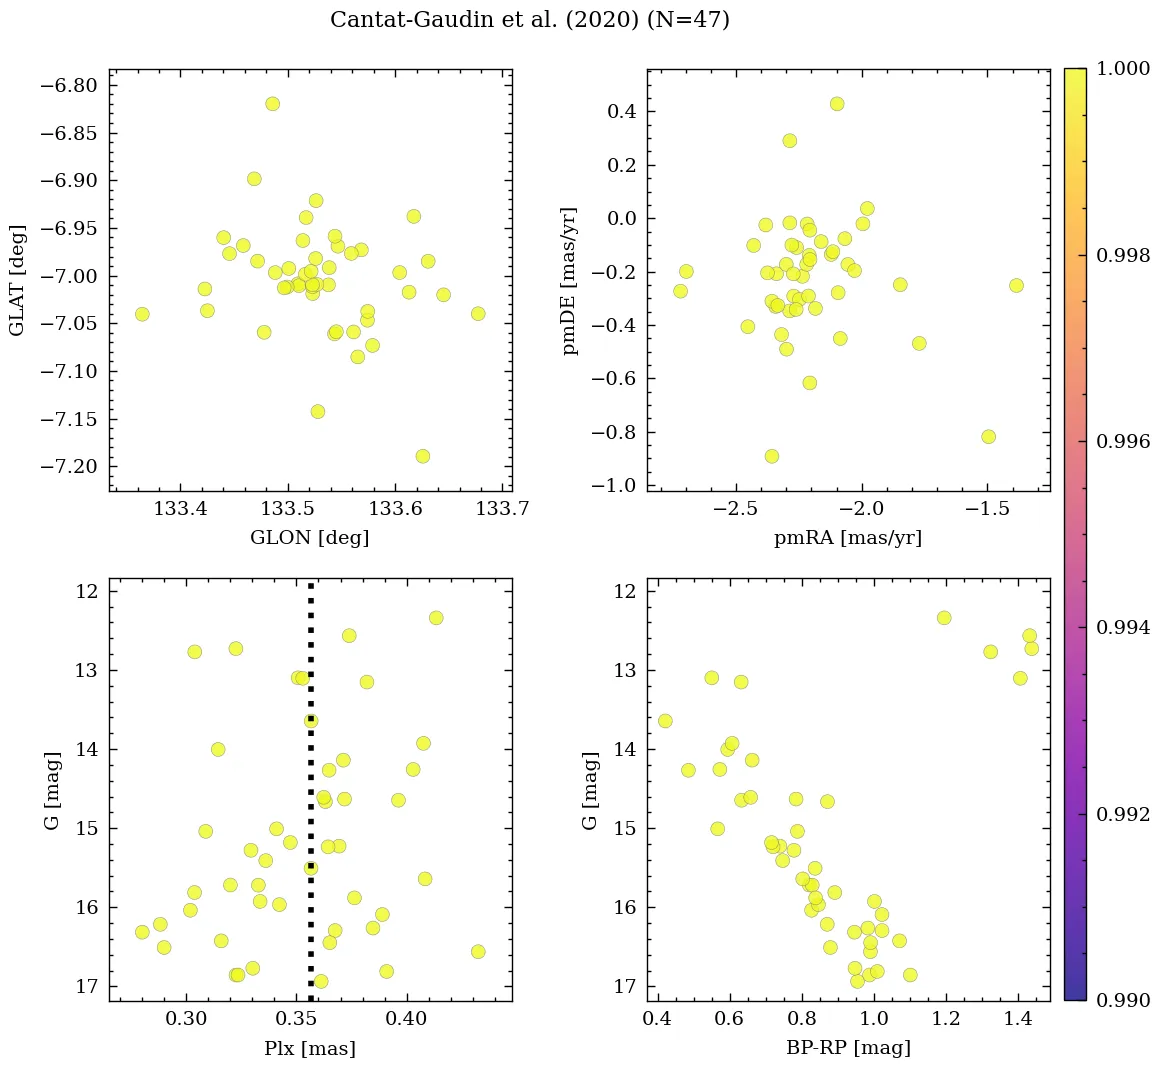 Cantat-Gaudin et al. (2020) (N=47)
−6.80
−6.85
−6.90
−6.95
−7.00
−7.05
−7.10
−7.15
−7.20
GLAT [deg]
133.4 133.5 133.6 133.7
GLON [deg]
0.4
0.2
0.0
−0.2
−0.4
−0.6
−0.8
−1.0
pmDE [mas/yr]
−2.5 −2.0 −1.5
pmRA [mas/yr]
12
13
14
15
16
17
G [mag]
0.30 0.35 0.40
Plx [mas]
12
13
14
15
16
17
G [mag]
0.4 0.6 0.8 1.0 1.2 1.4
BP-RP [mag]
1.000
0.998
0.996
0.994
0.992
0.990